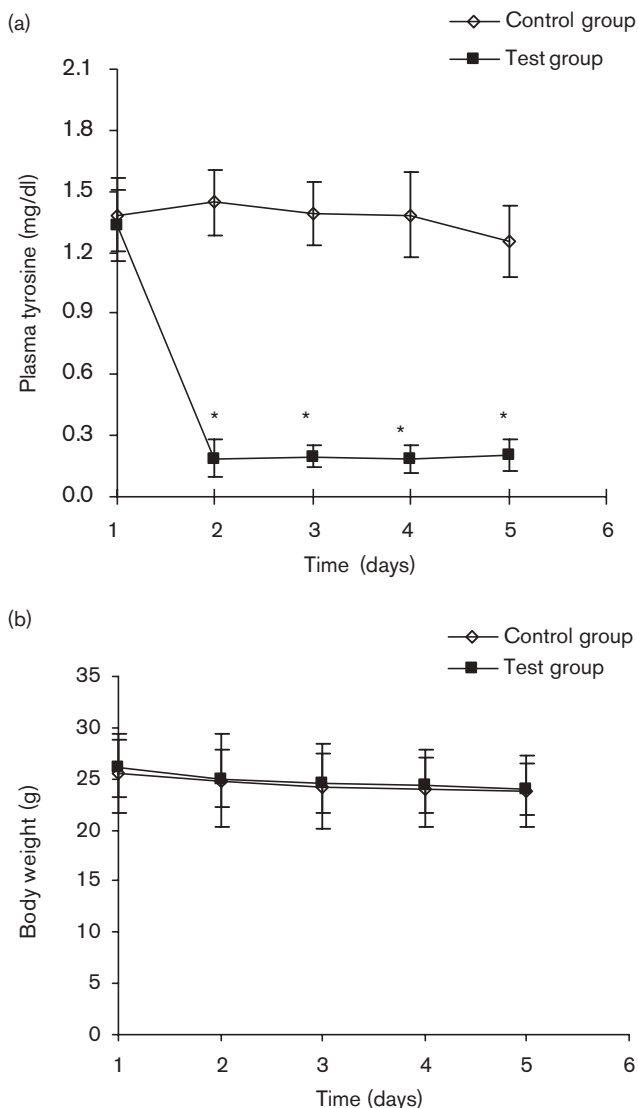 (a)
Control group
Test group
2.1
1.8
1.5
1.2
0.9
0.6
0.3
0.0
Plasma tyrosine (mg/dl)
* * * *
1 2 3 4 5 6
Time (days)
(b)
Control group
Test group
35
30
25
20
15
10
5
0
Body weight (g)
1 2 3 4 5 6
Time (days)